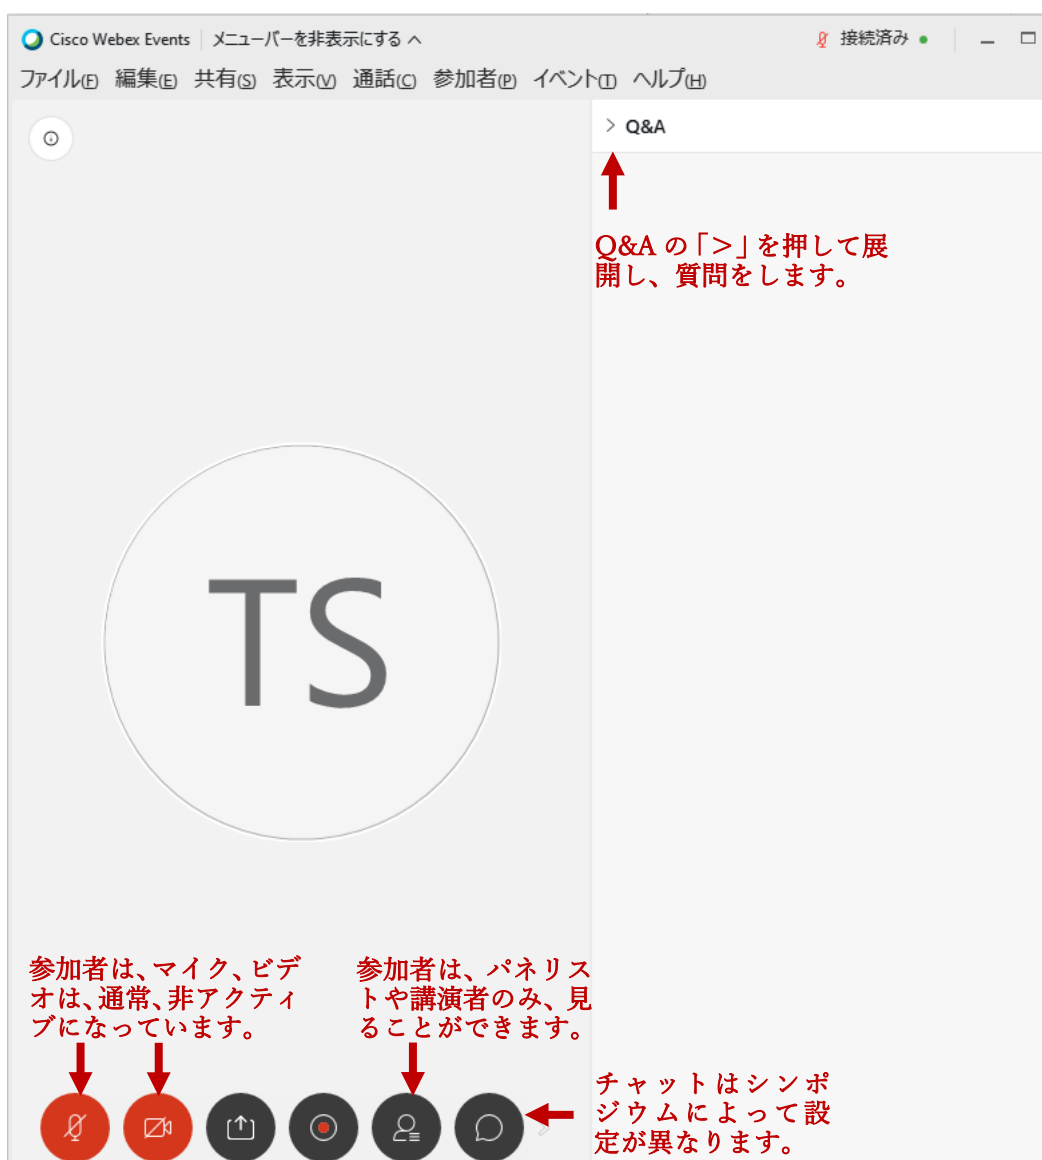 Cisco Webex Events メニューバーを非表示にする へ 接続済み
ファイル(F) 編集(E) 共有(S) 表示(V) 通話(C) 参加者(P) イベント(T) ヘルプ(H)
> Q&A
Q&A の「>」を押して展
開し、質問をします。
TS
参加者は、マイク、ビデ
オは、通常、非アクティ
ブになっています。
参加者は、パネリス
トや講演者のみ、見
ることができます。
チャットはシンポ
ジウムによって設
定が異なります。